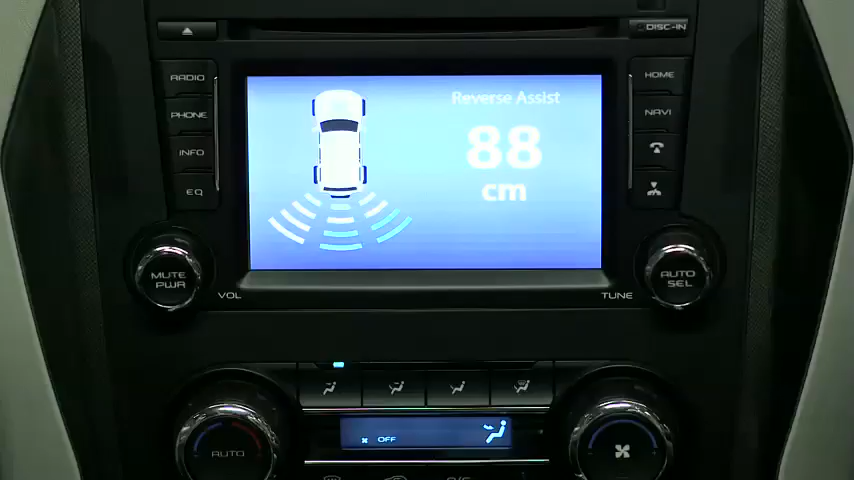 DISC-IN
RADIO
PHONE
INFO
EQ
Reverse Assist
88
cm
HOME
NAVI
MUTE
PWR
VOL
TUNE
AUTO
SEL
OFF
AUTO